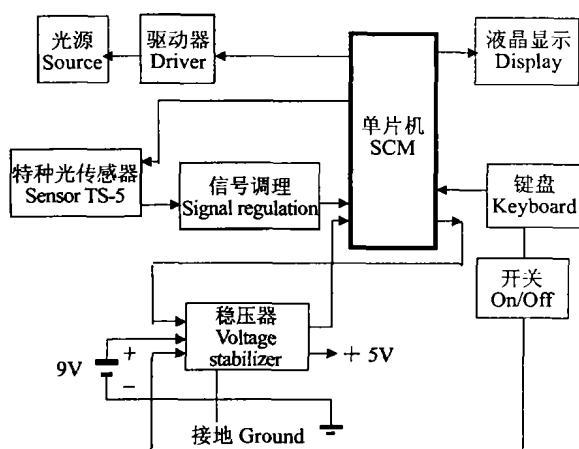 光源
Source
驱动器
Driver
液晶显示
Display
单片机
SCM
特种光传感器
Sensor TS-5
信号调理
Signal regulation
键盘
Keyboard
开关
On/Off
稳压器
Voltage
stabilizer
+
9V
−
+ 5V
接地 Ground